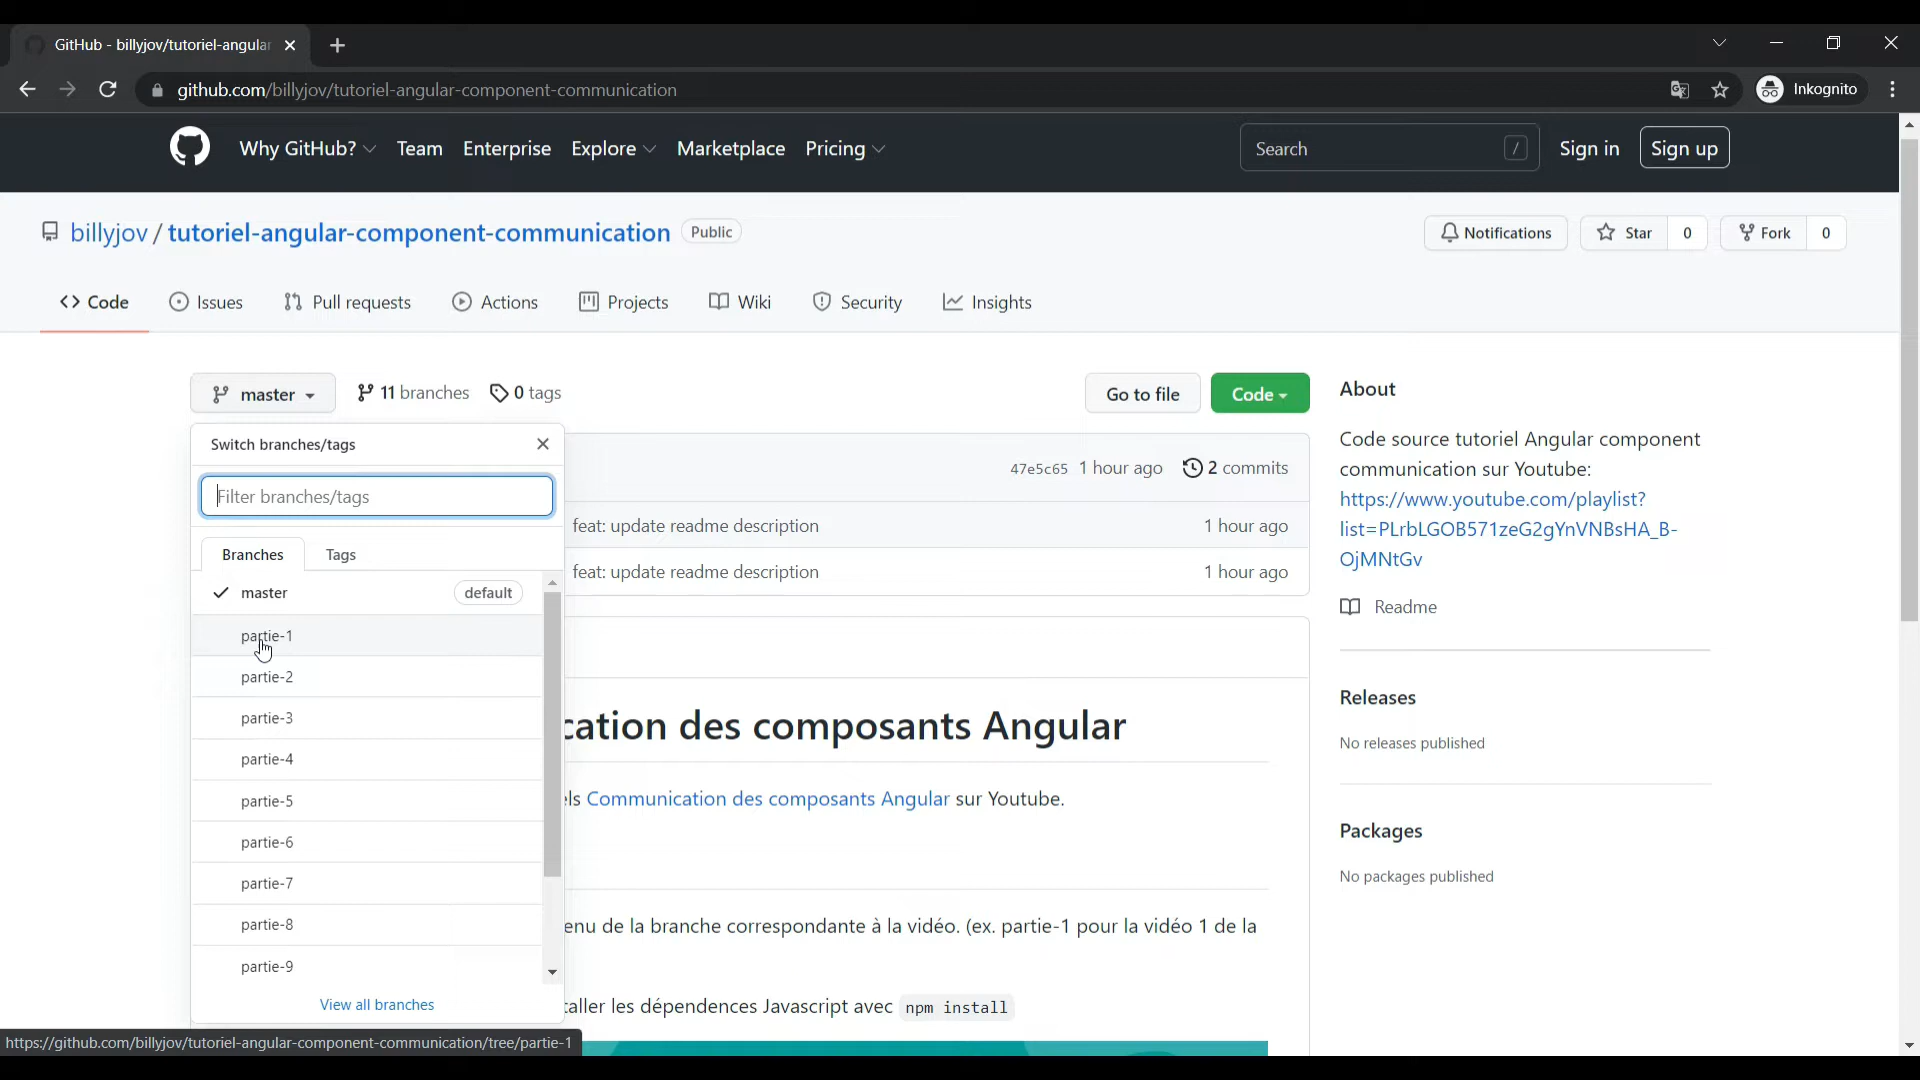 GitHub - billyjov/tutoriel-angular
github.com/billyjov/tutoriel-angular-component-communication
Inkognito
Why GitHub? Team Enterprise Explore Marketplace Pricing
Search /
Sign in
Sign up
billyjov / tutoriel-angular-component-communication Public
Notifications
Star 0
Fork 0
Code
Issues
Pull requests
Actions
Projects
Wiki
Security
Insights
master
11 branches
0 tags
Go to file
Code
Switch branches/tags
Filter branches/tags
Branches
Tags
master default
partie-1
partie-2
partie-3
partie-4
partie-5
partie-6
partie-7
partie-8
partie-9
View all branches
47e5c65 1 hour ago 2 commits
feat: update readme description 1 hour ago
feat: update readme description 1 hour ago
cation des composants Angular
els Communication des composants Angular sur Youtube.
enu de la branche correspondante à la vidéo. (ex. partie-1 pour la vidéo 1 de la
taller les dépendences Javascript avec npm install
About
Code source tutoriel Angular component
communication sur Youtube:
https://www.youtube.com/playlist?
list=PLrbLGOB571zeG2gYnVNBsHA_B-
OjMNtGv
Readme
Releases
No releases published
Packages
No packages published
https://github.com/billyjov/tutoriel-angular-component-communication/tree/partie-1